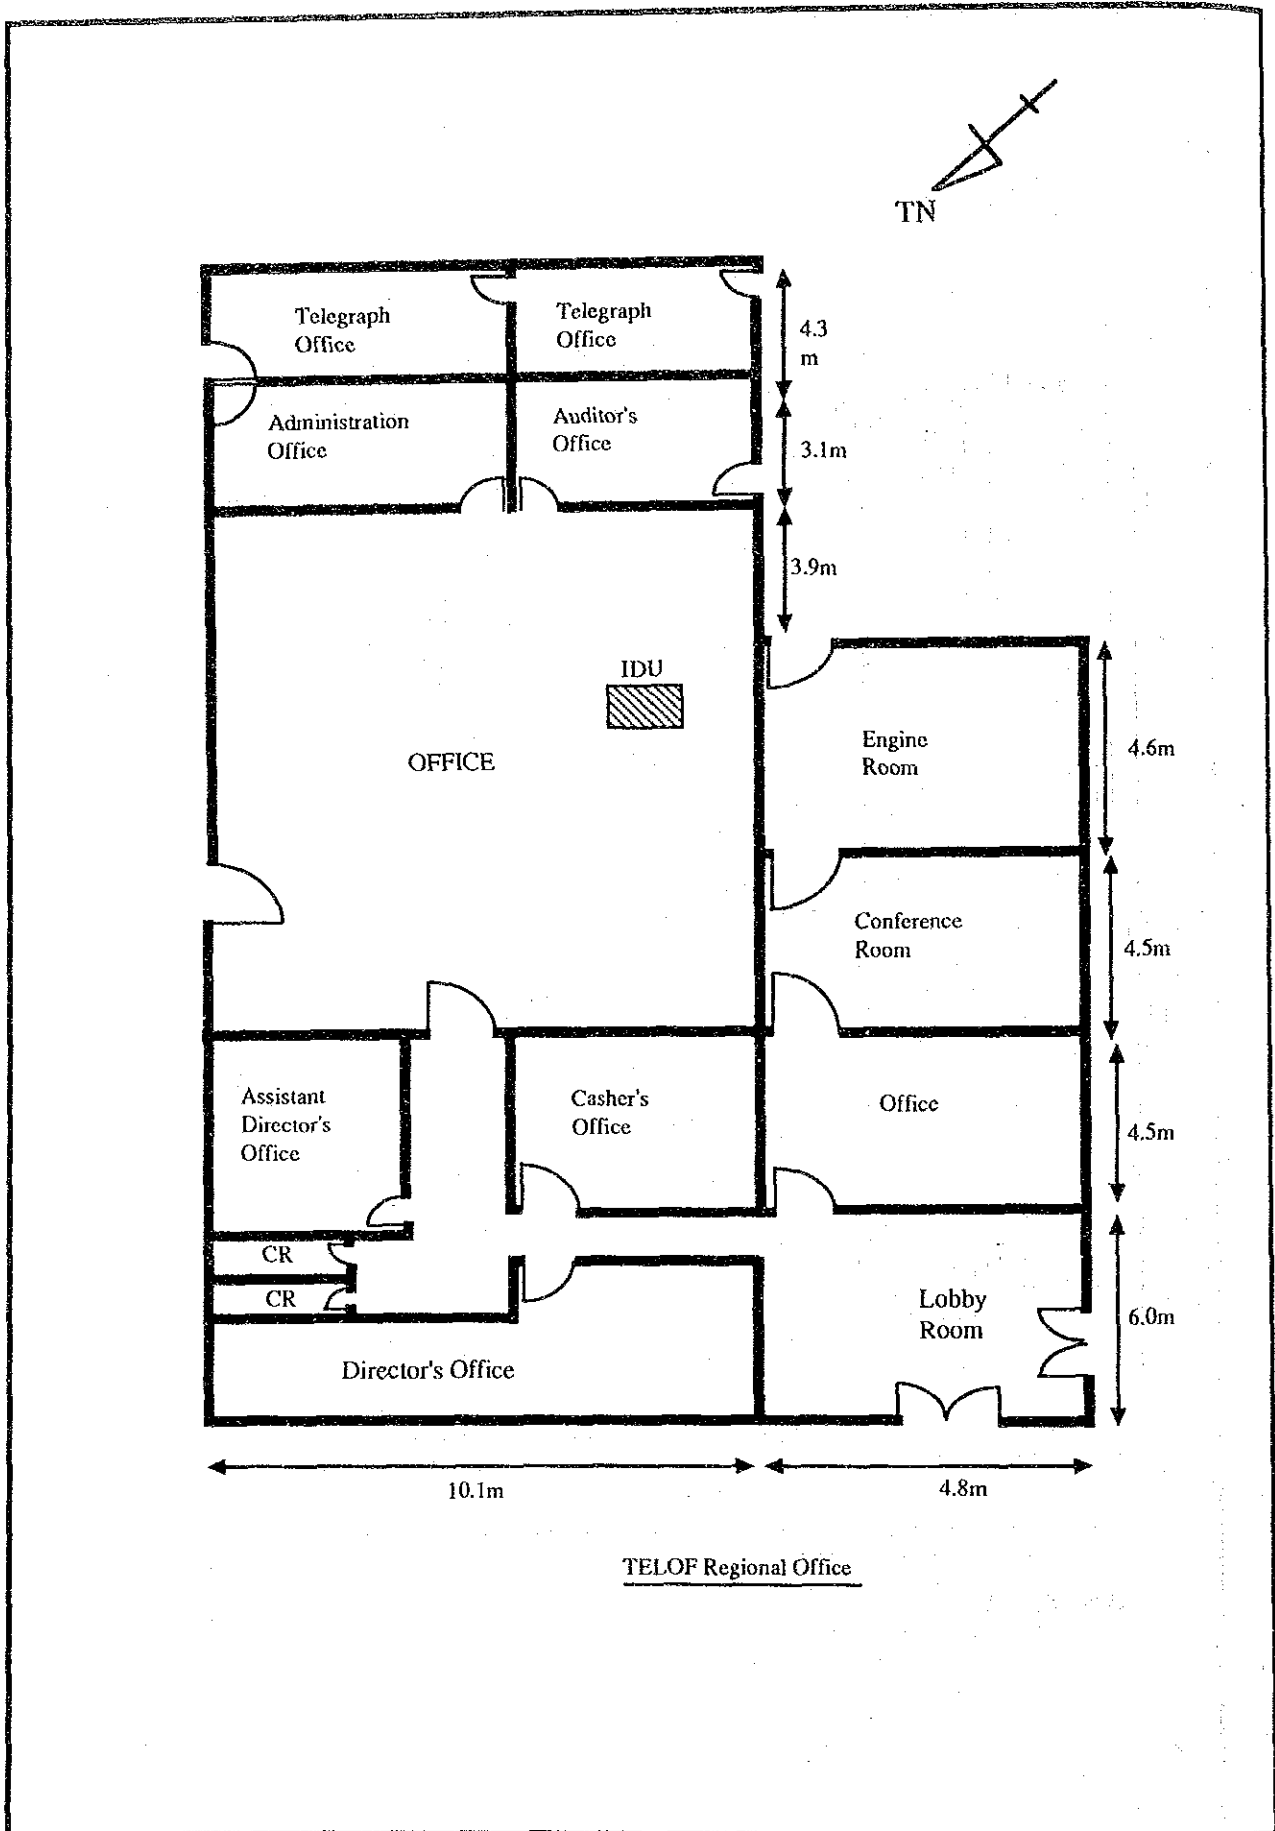 TN
Telegraph
Office
Telegraph
Office
4.3
m
Administration
Office
Auditor's
Office
3.1m
3.9m
IDU
OFFICE
Engine
Room
4.6m
Conference
Room
4.5m
Assistant
Director's
Office
Casher's
Office
Office
4.5m
CR
CR
Lobby
Room
6.0m
Director's Office
10.1m
4.8m
TELOF Regional Office